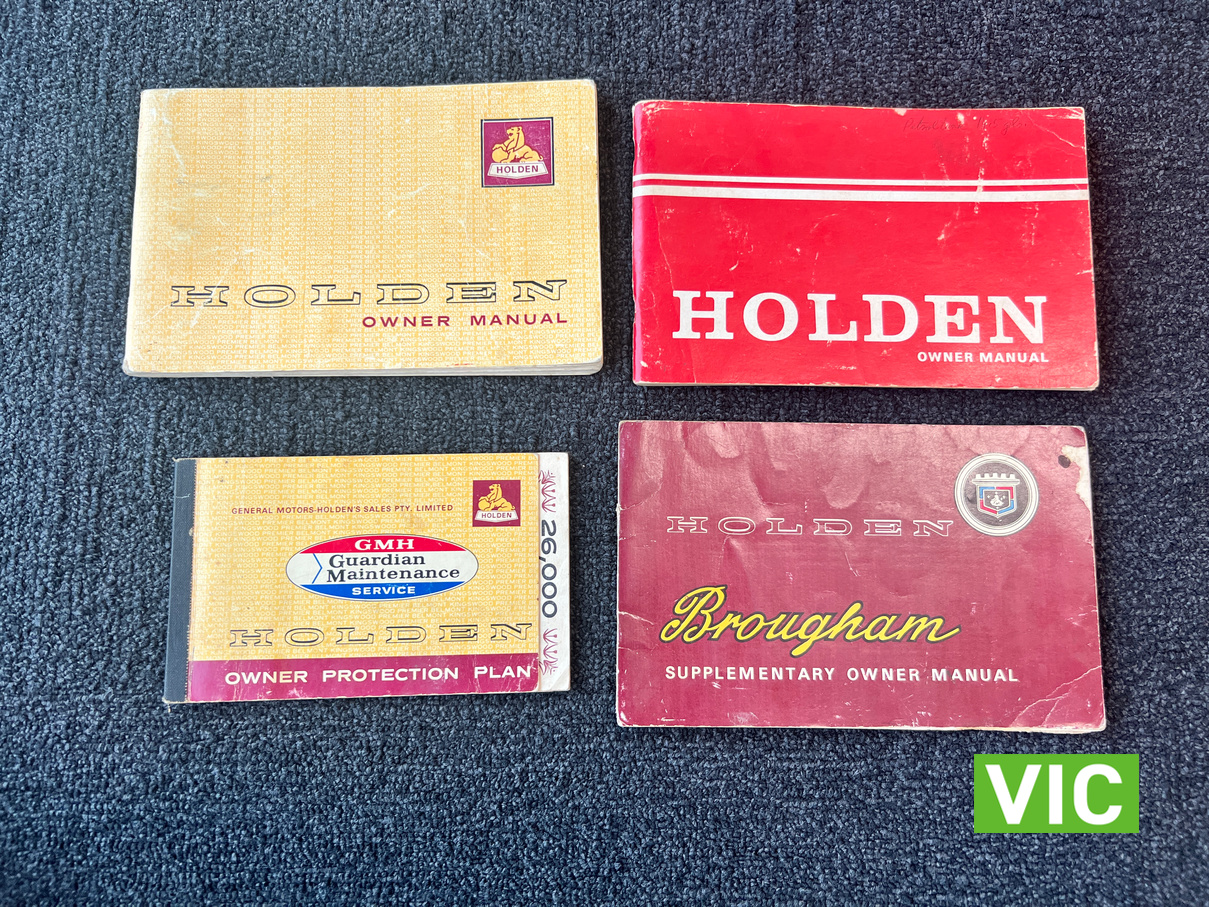 HOLDEN
HOLDEN
OWNER MANUAL
HOLDEN
OWNER MANUAL
GENERAL MOTORS-HOLDEN'S SALES PTY. LIMITED
HOLDEN
GMH
Guardian
Maintenance
SERVICE
HOLDEN
OWNER PROTECTION PLAN
26,000
HOLDEN
Brougham
SUPPLEMENTARY OWNER MANUAL
VIC